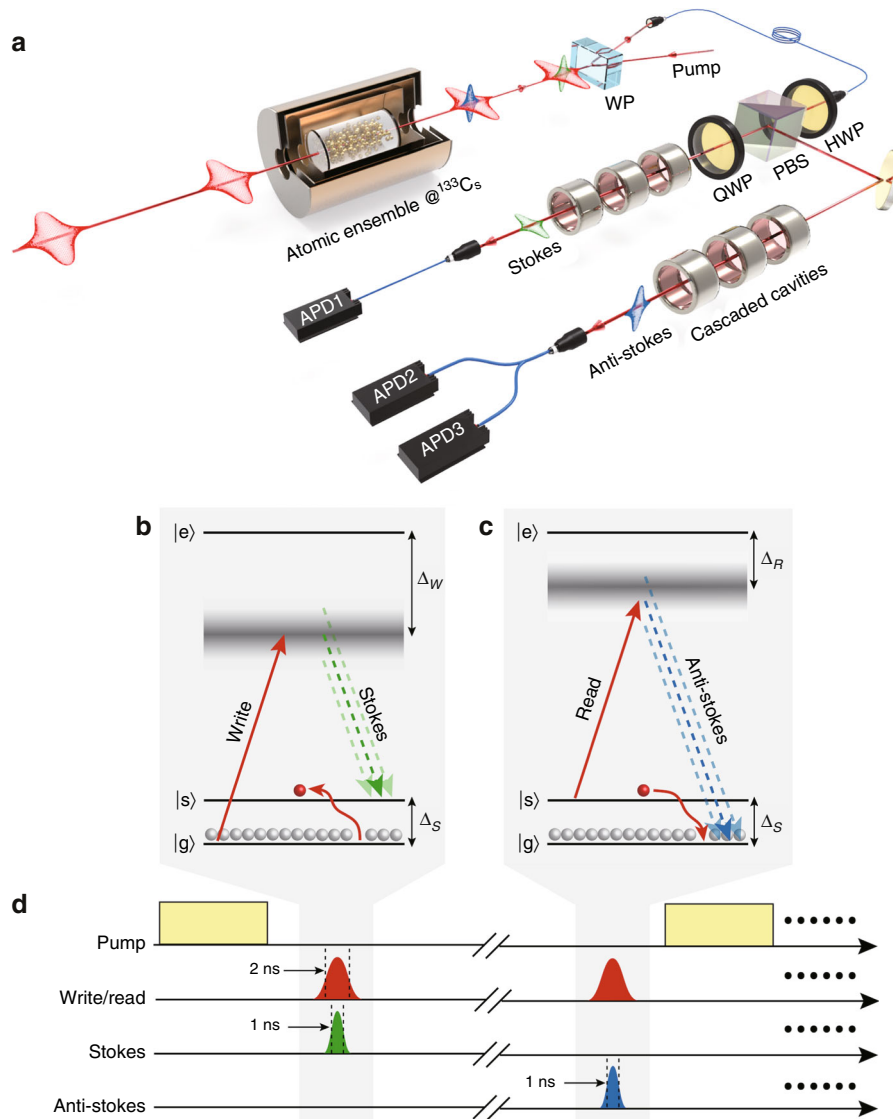 a
WP
Pump
HWP
PBS
QWP
Atomic ensemble @¹³³Cₛ
Stokes
APD1
Cascaded cavities
Anti-stokes
APD2
APD3
b
|e⟩
Δ_W
Write
Stokes
|s⟩
Δ_S
|g⟩
c
|e⟩
Δ_R
Read
Anti-stokes
|s⟩
Δ_S
|g⟩
d
Pump
2 ns
Write/read
1 ns
Stokes
1 ns
Anti-stokes